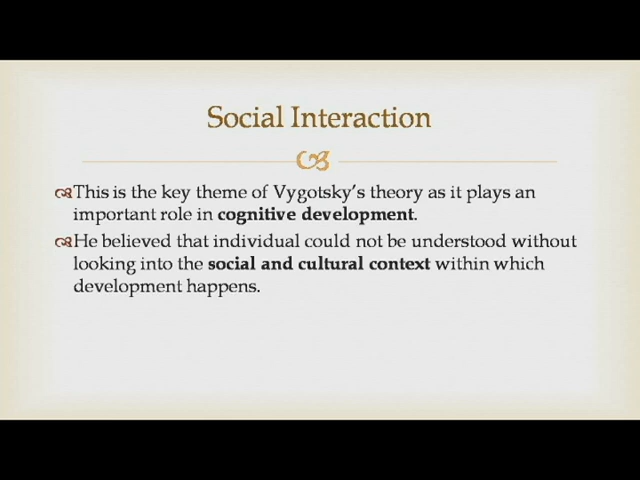 Social Interaction
This is the key theme of Vygotsky's theory as it plays an
important role in cognitive development.
He believed that individual could not be understood without
looking into the social and cultural context within which
development happens.